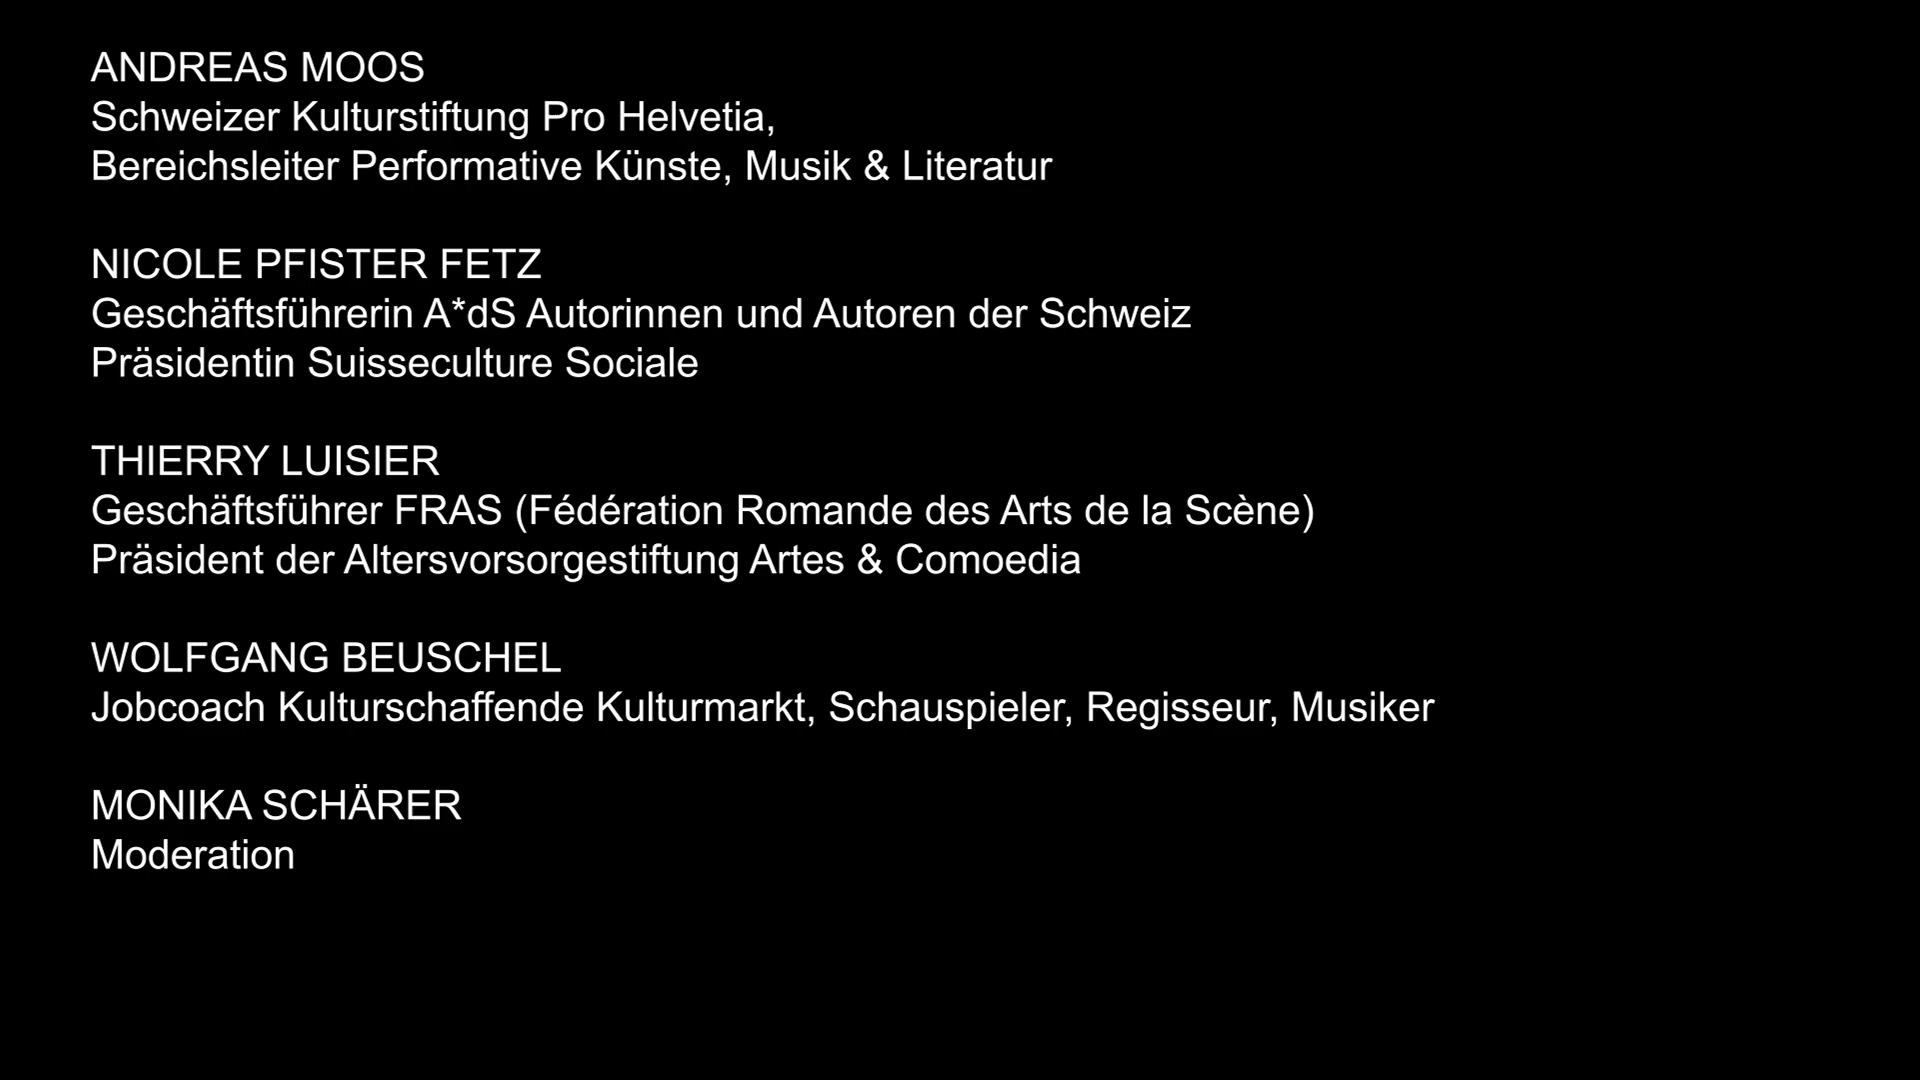 ANDREAS MOOS
Schweizer Kulturstiftung Pro Helvetia,
Bereichsleiter Performative Künste, Musik & Literatur
NICOLE PFISTER FETZ
Geschäftsführerin A*dS Autorinnen und Autoren der Schweiz
Präsidentin Suisseculture Sociale
THIERRY LUISIER
Geschäftsführer FRAS (Fédération Romande des Arts de la Scène)
Präsident der Altersvorsorgestiftung Artes & Comoedia
WOLFGANG BEUSCHEL
Jobcoach Kulturschaffende Kulturmarkt, Schauspieler, Regisseur, Musiker
MONIKA SCHÄRER
Moderation